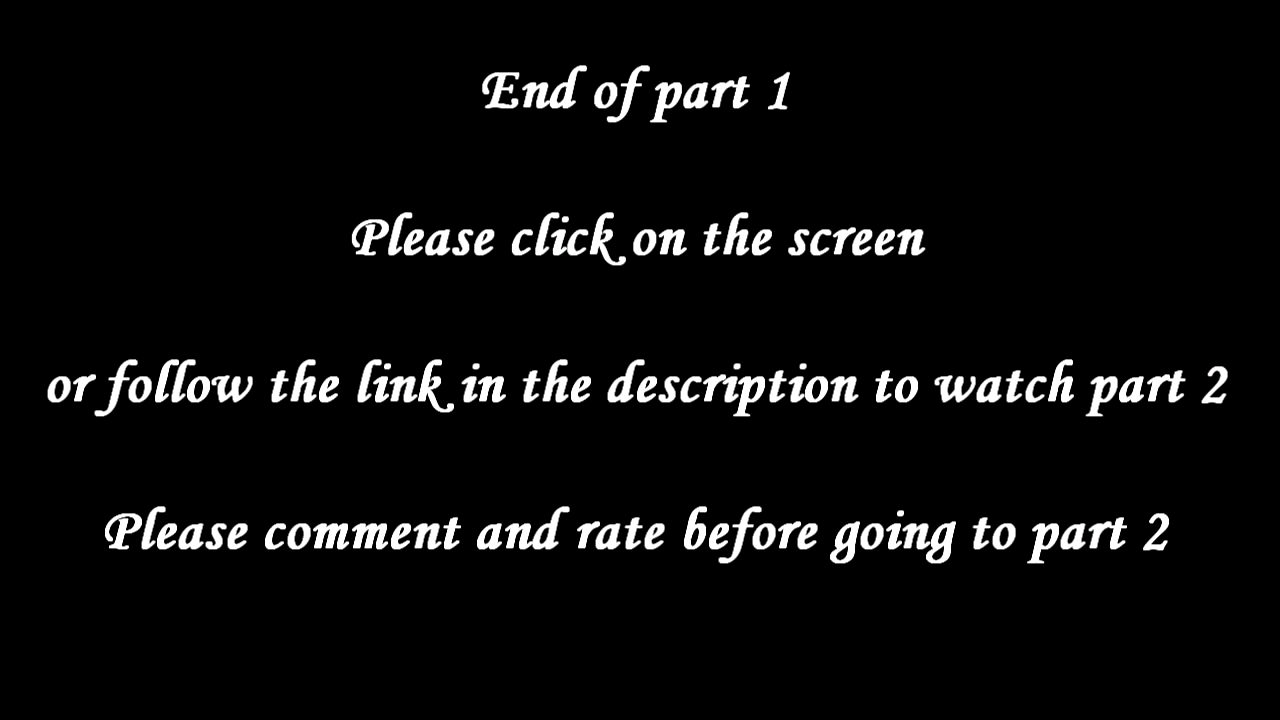 End of part 1
Please click on the screen
or follow the link in the description to watch part 2
Please comment and rate before going to part 2